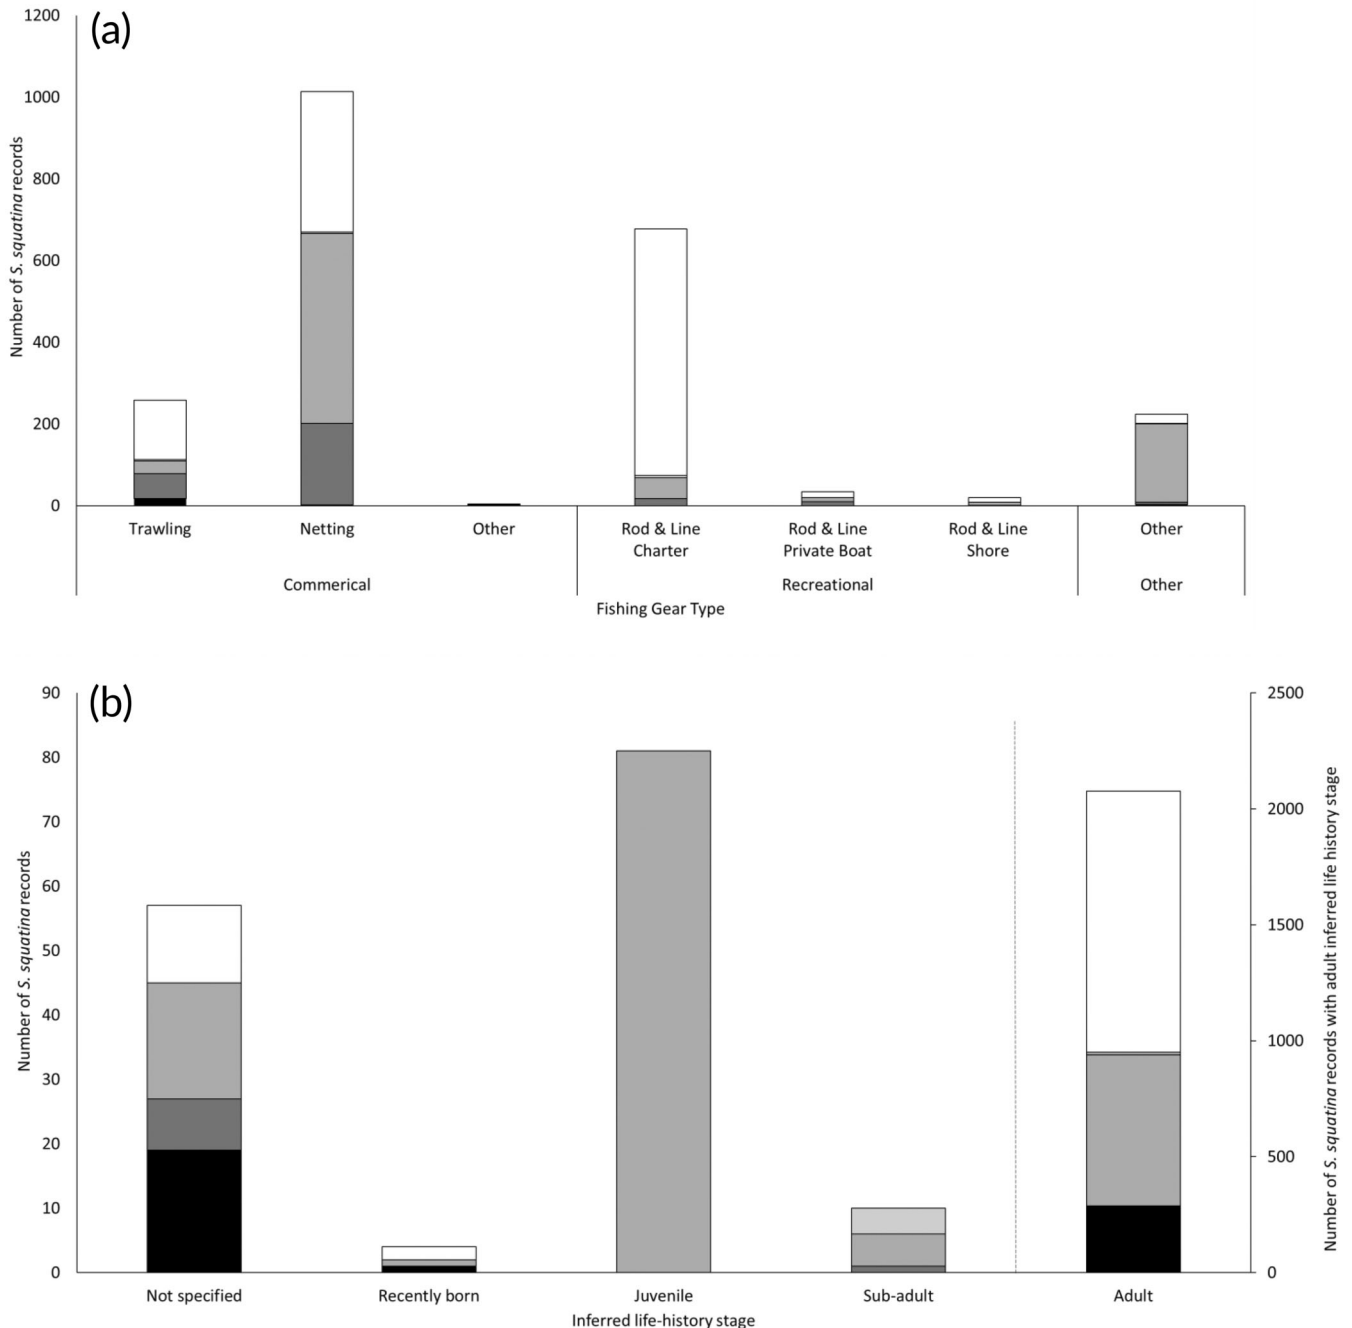 (a)
1200
1000
800
600
400
200
0
Number of S. squatina records
Trawling
Netting
Other
Rod & Line
Charter
Rod & Line
Private Boat
Rod & Line
Shore
Other
Commerical
Recreational
Other
Fishing Gear Type
(b)
90
80
70
60
50
40
30
20
10
0
Number of S. squatina records
2500
2000
1500
1000
500
0
Number of S. squatina records with adult inferred life history stage
Not specified
Recently born
Juvenile
Sub-adult
Adult
Inferred life-history stage